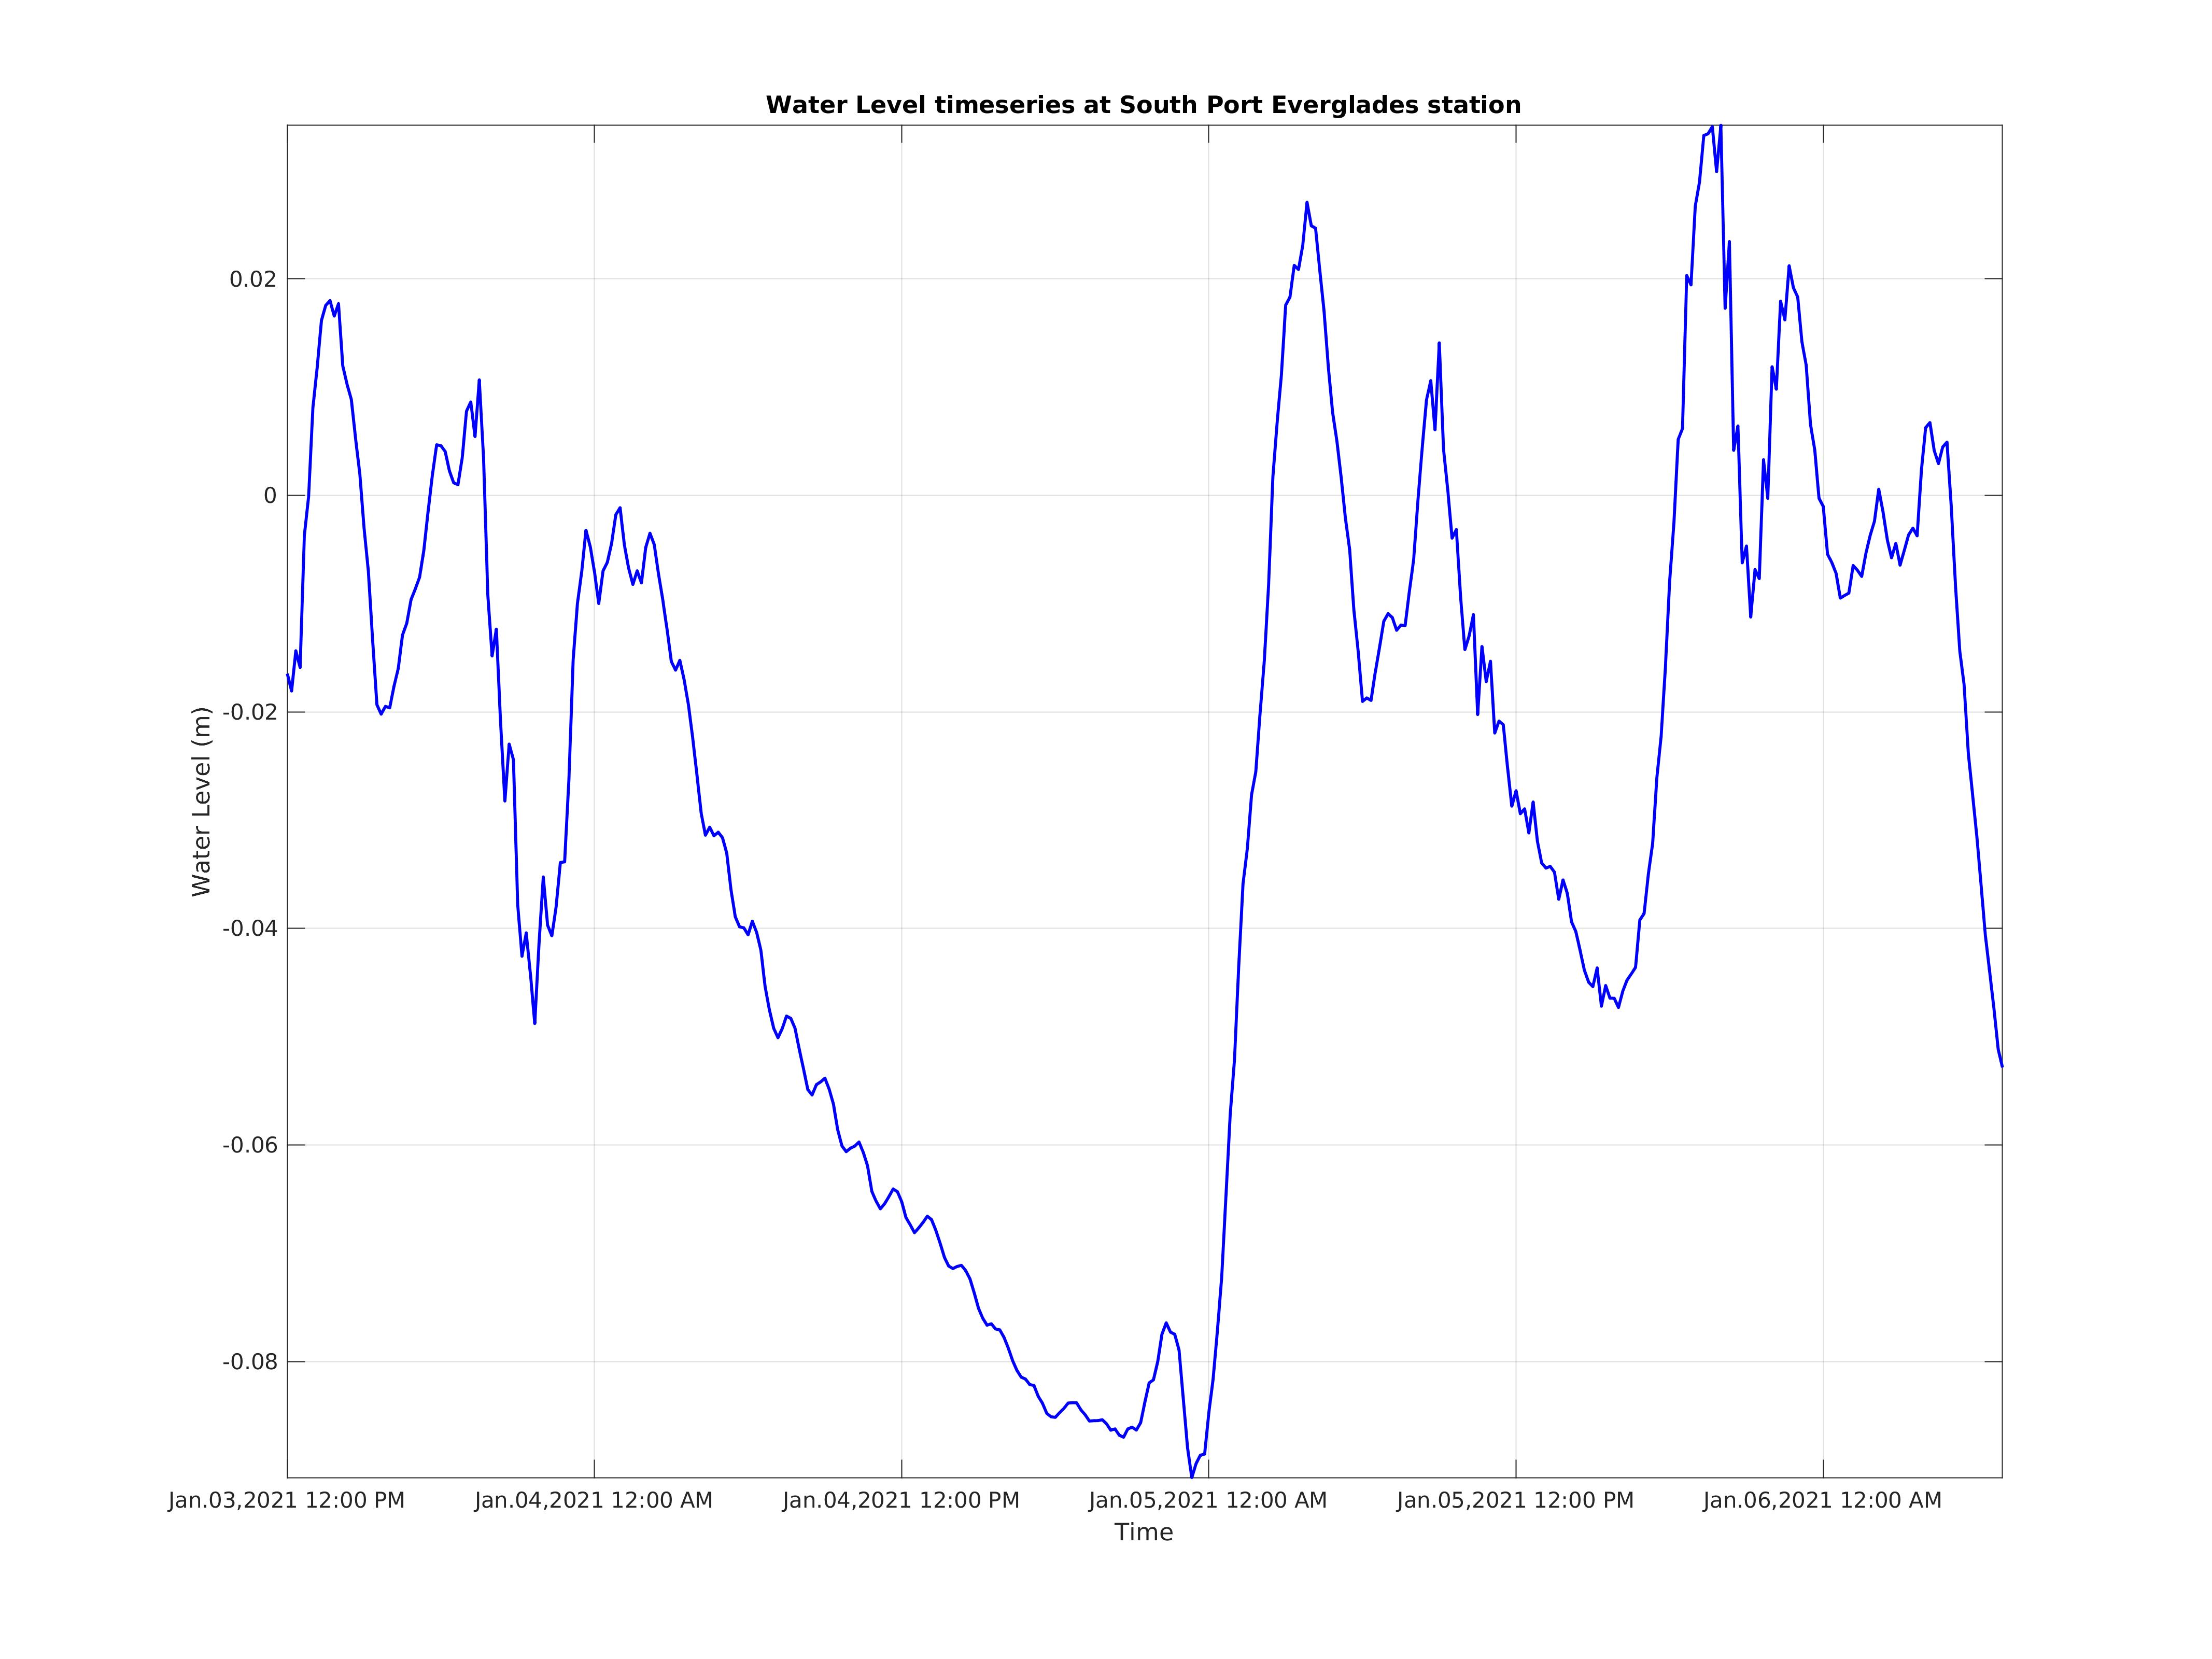 Water Level timeseries at South Port Everglades station
0.02
0
-0.02
-0.04
-0.06
-0.08
Water Level (m)
Jan.03,2021 12:00 PM
Jan.04,2021 12:00 AM
Jan.04,2021 12:00 PM
Jan.05,2021 12:00 AM
Jan.05,2021 12:00 PM
Jan.06,2021 12:00 AM
Time